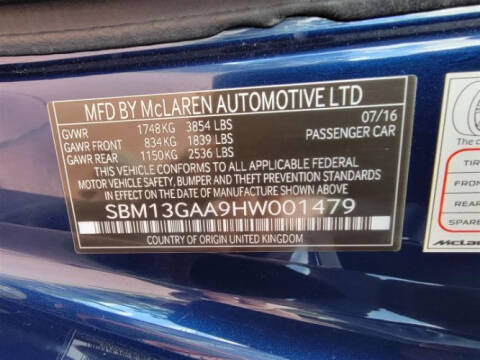 MFD BY McLAREN AUTOMOTIVE LTD
07/16
GVWR 1748KG 3854 LBS
GAWR FRONT 834KG 1839 LBS PASSENGER CAR
GAWR REAR 1150KG 2536 LBS
THIS VEHICLE CONFORMS TO ALL APPLICABLE FEDERAL
MOTOR VEHICLE SAFETY, BUMPER AND THEFT PREVENTION STANDARDS
IN EFFECT ON THE DATE OF MANUFACTURE SHOWN ABOVE
SBM13GAA9HW001479
COUNTRY OF ORIGIN UNITED KINGDOM
The c
TIR
FRON
REAR
SPARE
McLar